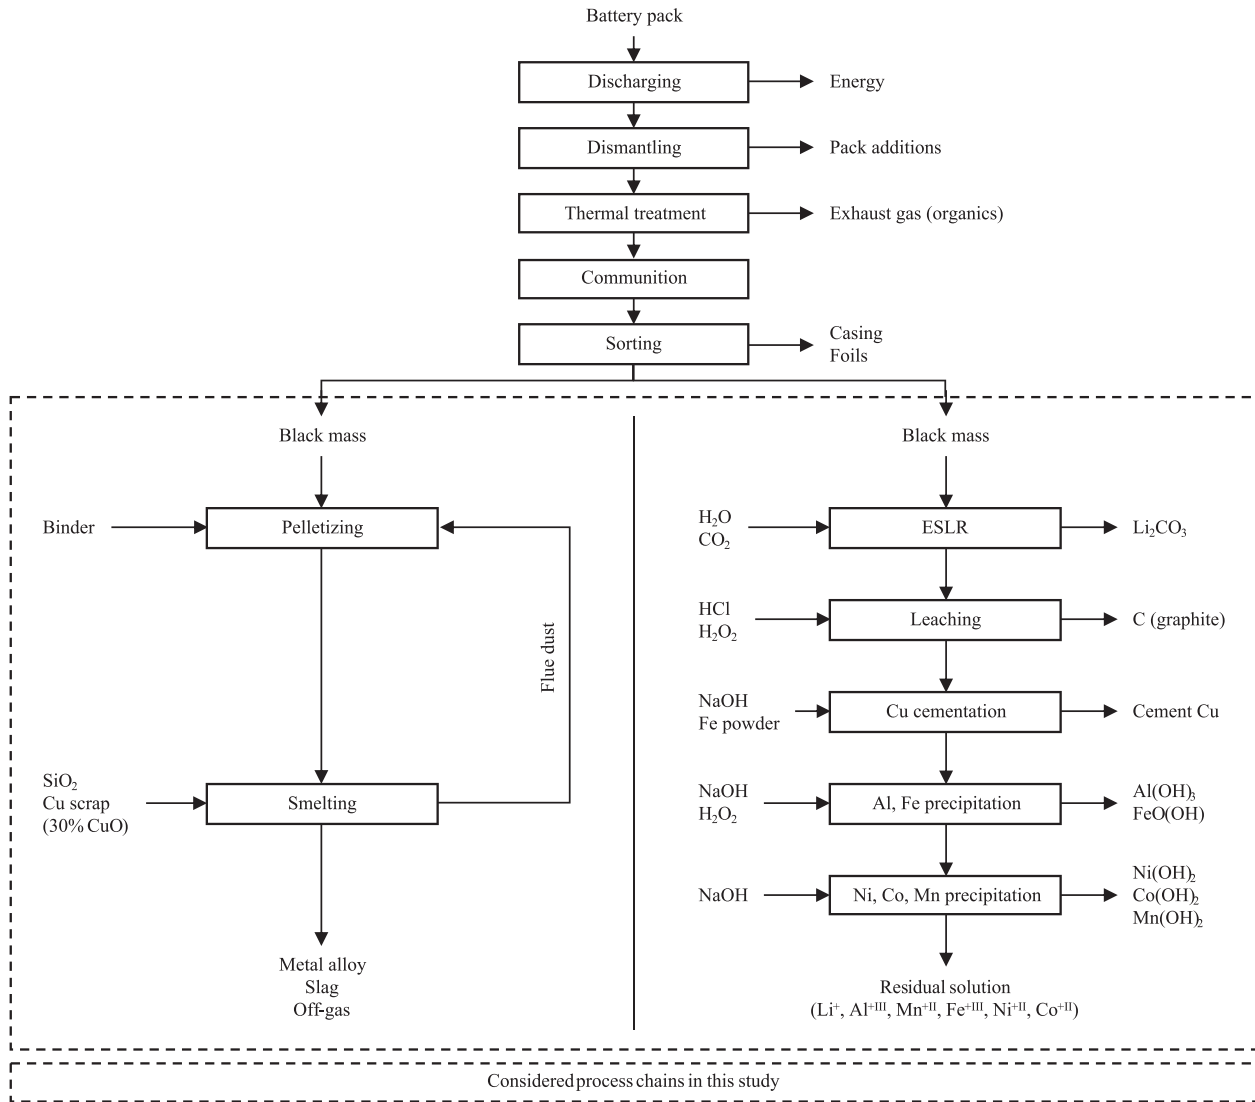 Battery pack
Discharging
Energy
Dismantling
Pack additions
Thermal treatment
Exhaust gas (organics)
Communition
Sorting
Casing
Foils
Black mass
Binder
Pelletizing
Flue dust
SiO₂
Cu scrap
(30% CuO)
Smelting
Metal alloy
Slag
Off-gas
Black mass
H₂O
CO₂
ESLR
Li₂CO₃
HCl
H₂O₂
Leaching
C (graphite)
NaOH
Fe powder
Cu cementation
Cement Cu
NaOH
H₂O₂
Al, Fe precipitation
Al(OH)₃
FeO(OH)
NaOH
Ni, Co, Mn precipitation
Ni(OH)₂
Co(OH)₂
Mn(OH)₂
Residual solution
(Li⁺, Al⁺ᴵᴵᴵ, Mn⁺ᴵᴵ, Fe⁺ᴵᴵᴵ, Ni⁺ᴵᴵ, Co⁺ᴵᴵ)
Considered process chains in this study